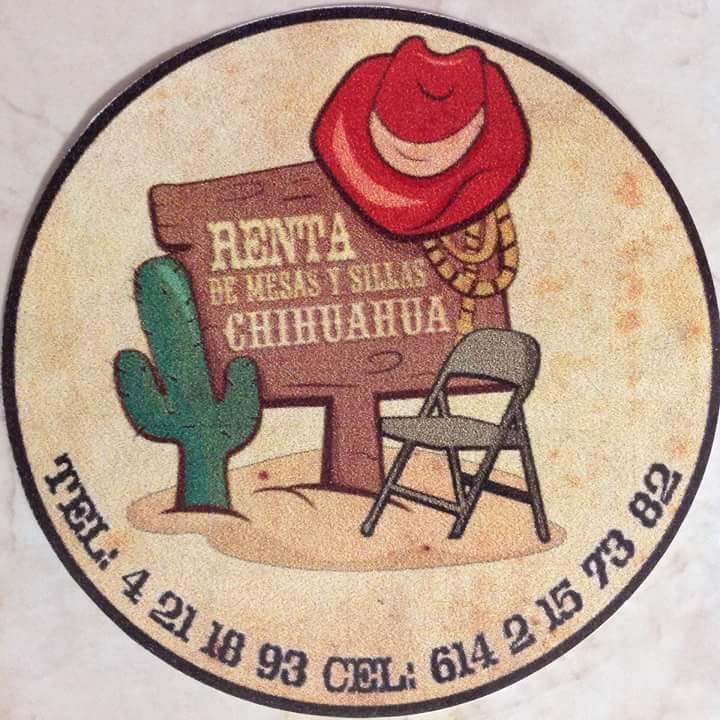 RENTA
DE MESAS Y SILLAS
CHIHUAHUA
TEL: 4 21 18 93 CEL: 614 2 15 73 82